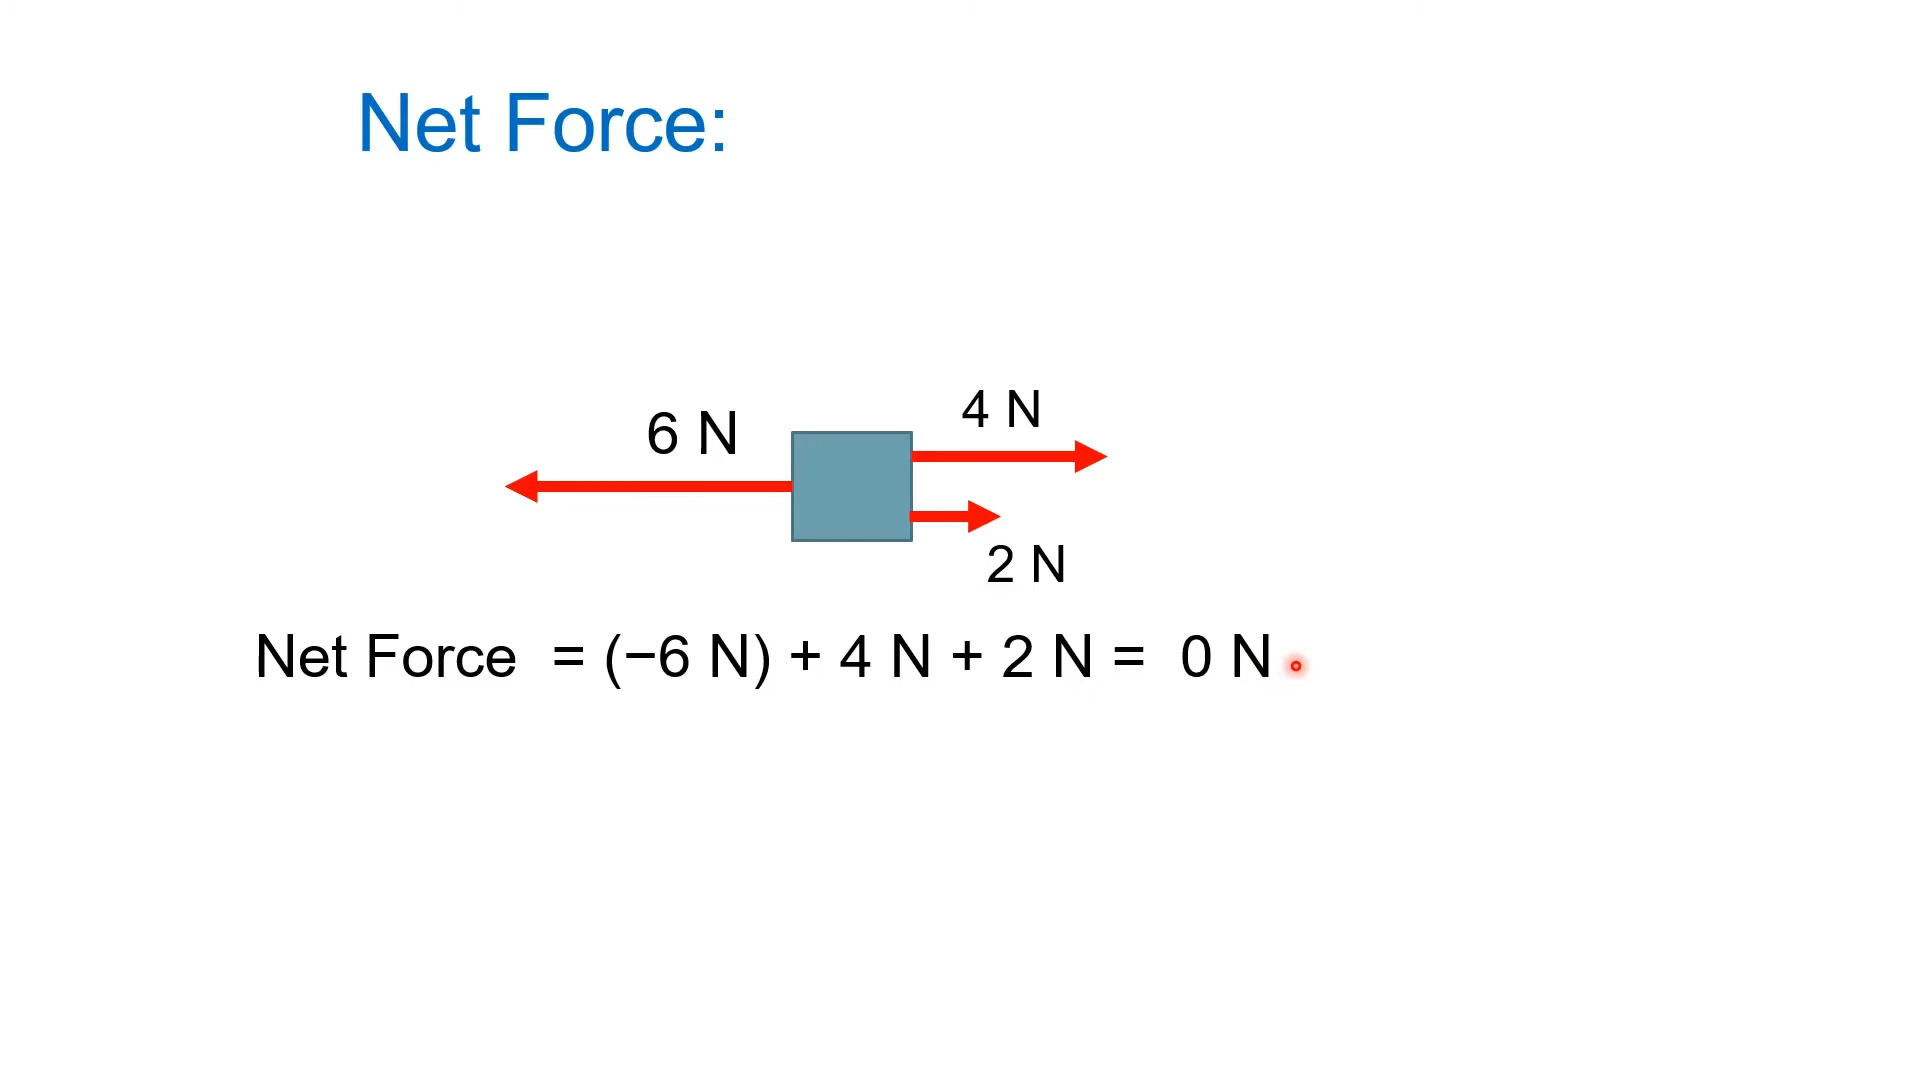 Net Force:
4 N
6 N
2 N
Net Force = (−6 N) + 4 N + 2 N = 0 N